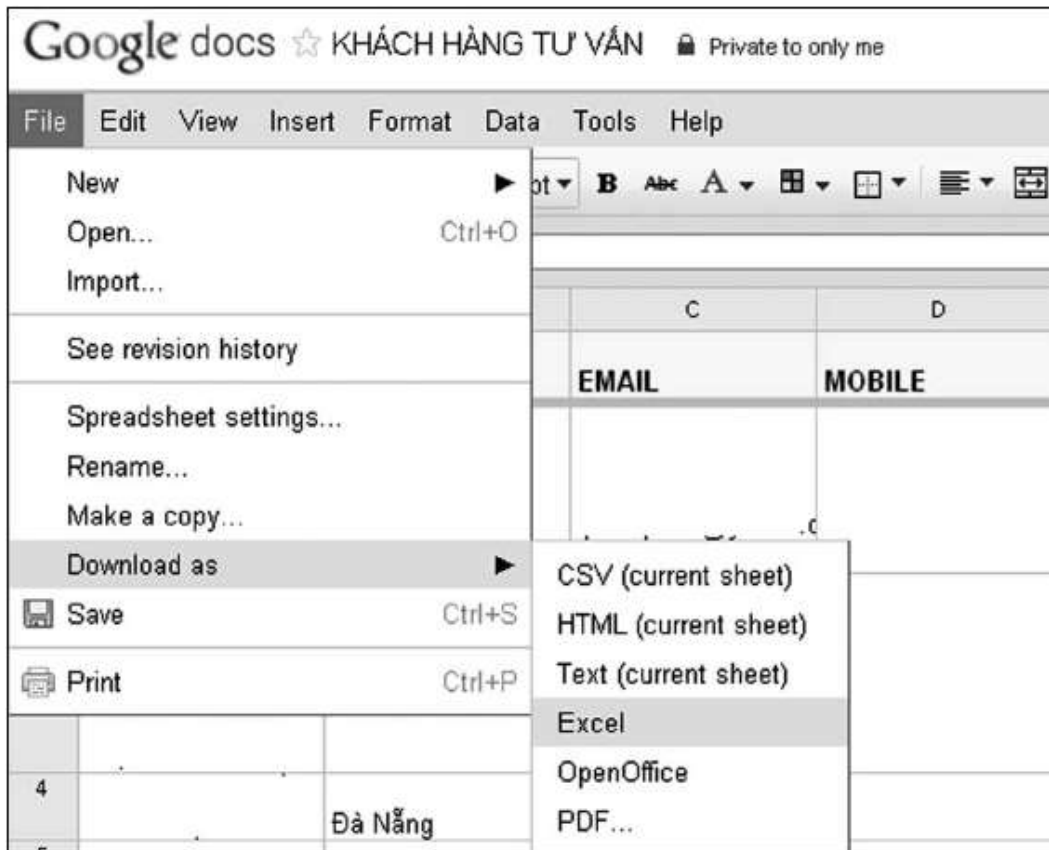 Google docs ☆ KHÁCH HÀNG TƯ VẤN Private to only me
File Edit View Insert Format Data Tools Help
New
Open... Ctrl+O
Import...
See revision history
Spreadsheet settings...
Rename...
Make a copy...
Download as
Save Ctrl+S
Print Ctrl+P
CSV (current sheet)
HTML (current sheet)
Text (current sheet)
Excel
OpenOffice
PDF...
B Abc A
C D
EMAIL MOBILE
4
Đà Nẵng